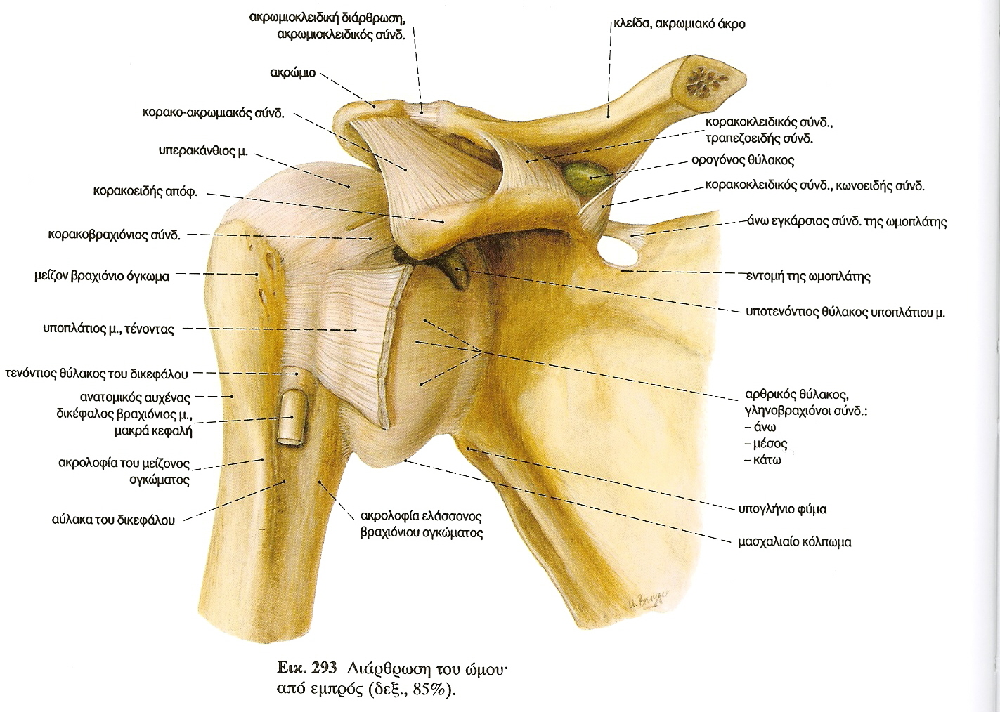 ακρωμιοκλειδική διάρθρωση,
ακρωμιοκλειδικός σύνδ.
κλείδα, ακρωμιακό άκρο
ακρώμιο
κορακο-ακρωμιακός σύνδ.
κορακοκλειδικός σύνδ.,
τραπεζοειδής σύνδ.
υπερακάνθιος μ.
ορογόνος θύλακος
κορακοειδής απόφ.
κορακοκλειδικός σύνδ., κωνοειδής σύνδ.
άνω εγκάρσιος σύνδ. της ωμοπλάτης
κορακοβραχιόνιος σύνδ.
μείζον βραχιόνιο όγκωμα
εντομή της ωμοπλάτης
υποτενόντιος θύλακος υποπλάτιου μ.
υποπλάτιος μ., τένοντας
τενόντιος θύλακος του δικεφάλου
ανατομικός αυχένας
δικέφαλος βραχιόνιος μ.,
μακρά κεφαλή
αρθρικός θύλακος,
γληνοβραχιόνοι σύνδ.:
– άνω
– μέσος
– κάτω
ακρολοφία του μείζονος
ογκώματος
αύλακα του δικεφάλου
ακρολοφία ελάσσονος
βραχιόνιου ογκώματος
υπογλήνιο φύμα
μασχαλιαίο κόλπωμα
Εικ. 293 Διάρθρωση του ώμου·
από εμπρός (δεξ., 85%).